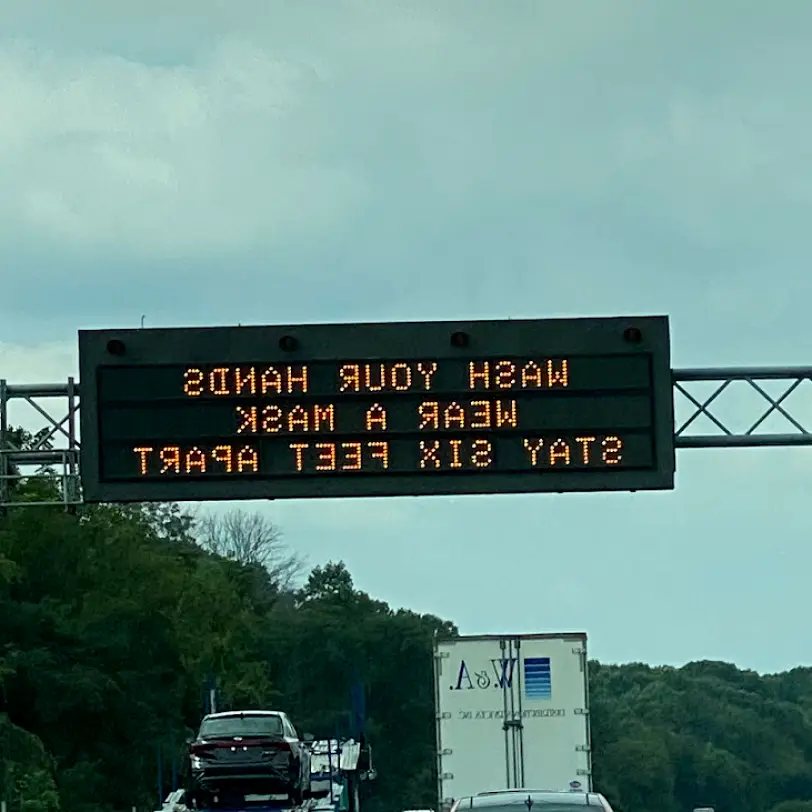 WASH YOUR HANDS
WEAR A MASK
STAY SIX FEET APART
W.&A.